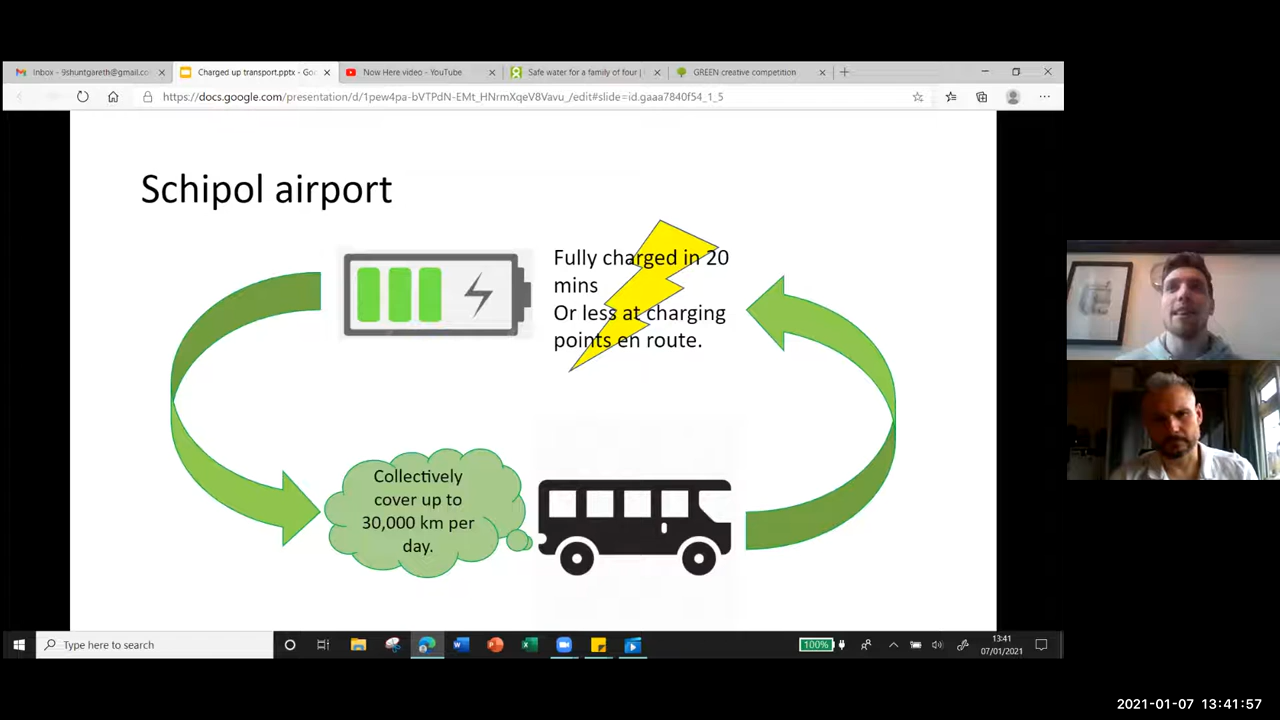 Inbox - 9shuntgareth@gmail.co
Charged up transport.pptx - Goo
Now Here video - YouTube
Safe water for a family of four |
GREEN creative competition
https://docs.google.com/presentation/d/1pew4pa-bVTPdN-EMt_HNrmXqeV8Vavu_/edit#slide=id.gaaa7840f54_1_5
Schipol airport
Fully charged in 20
mins
Or less at charging
points en route.
Collectively
cover up to
30,000 km per
day.
Type here to search
100%
13:41
07/01/2021
2021-01-07 13:41:57